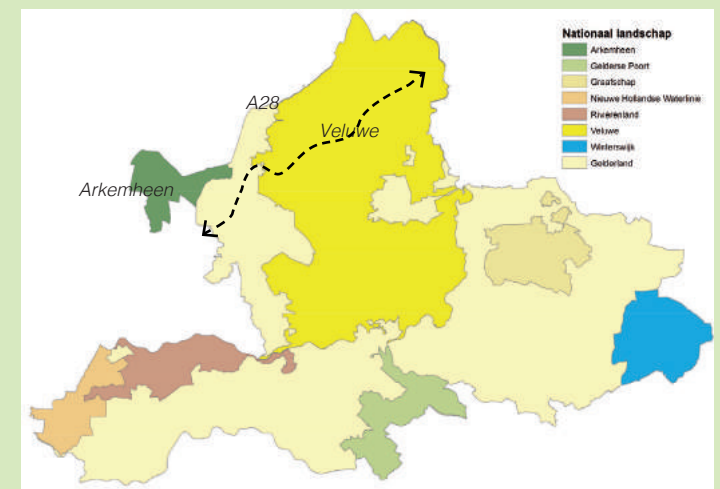 Nationaal landschap
Arkemheen
Gelderse Poort
Graafschap
Nieuwe Hollandse Waterlinie
Rivierenland
Veluwe
Winterswijk
Gelderland
A28
Veluwe
Arkemheen